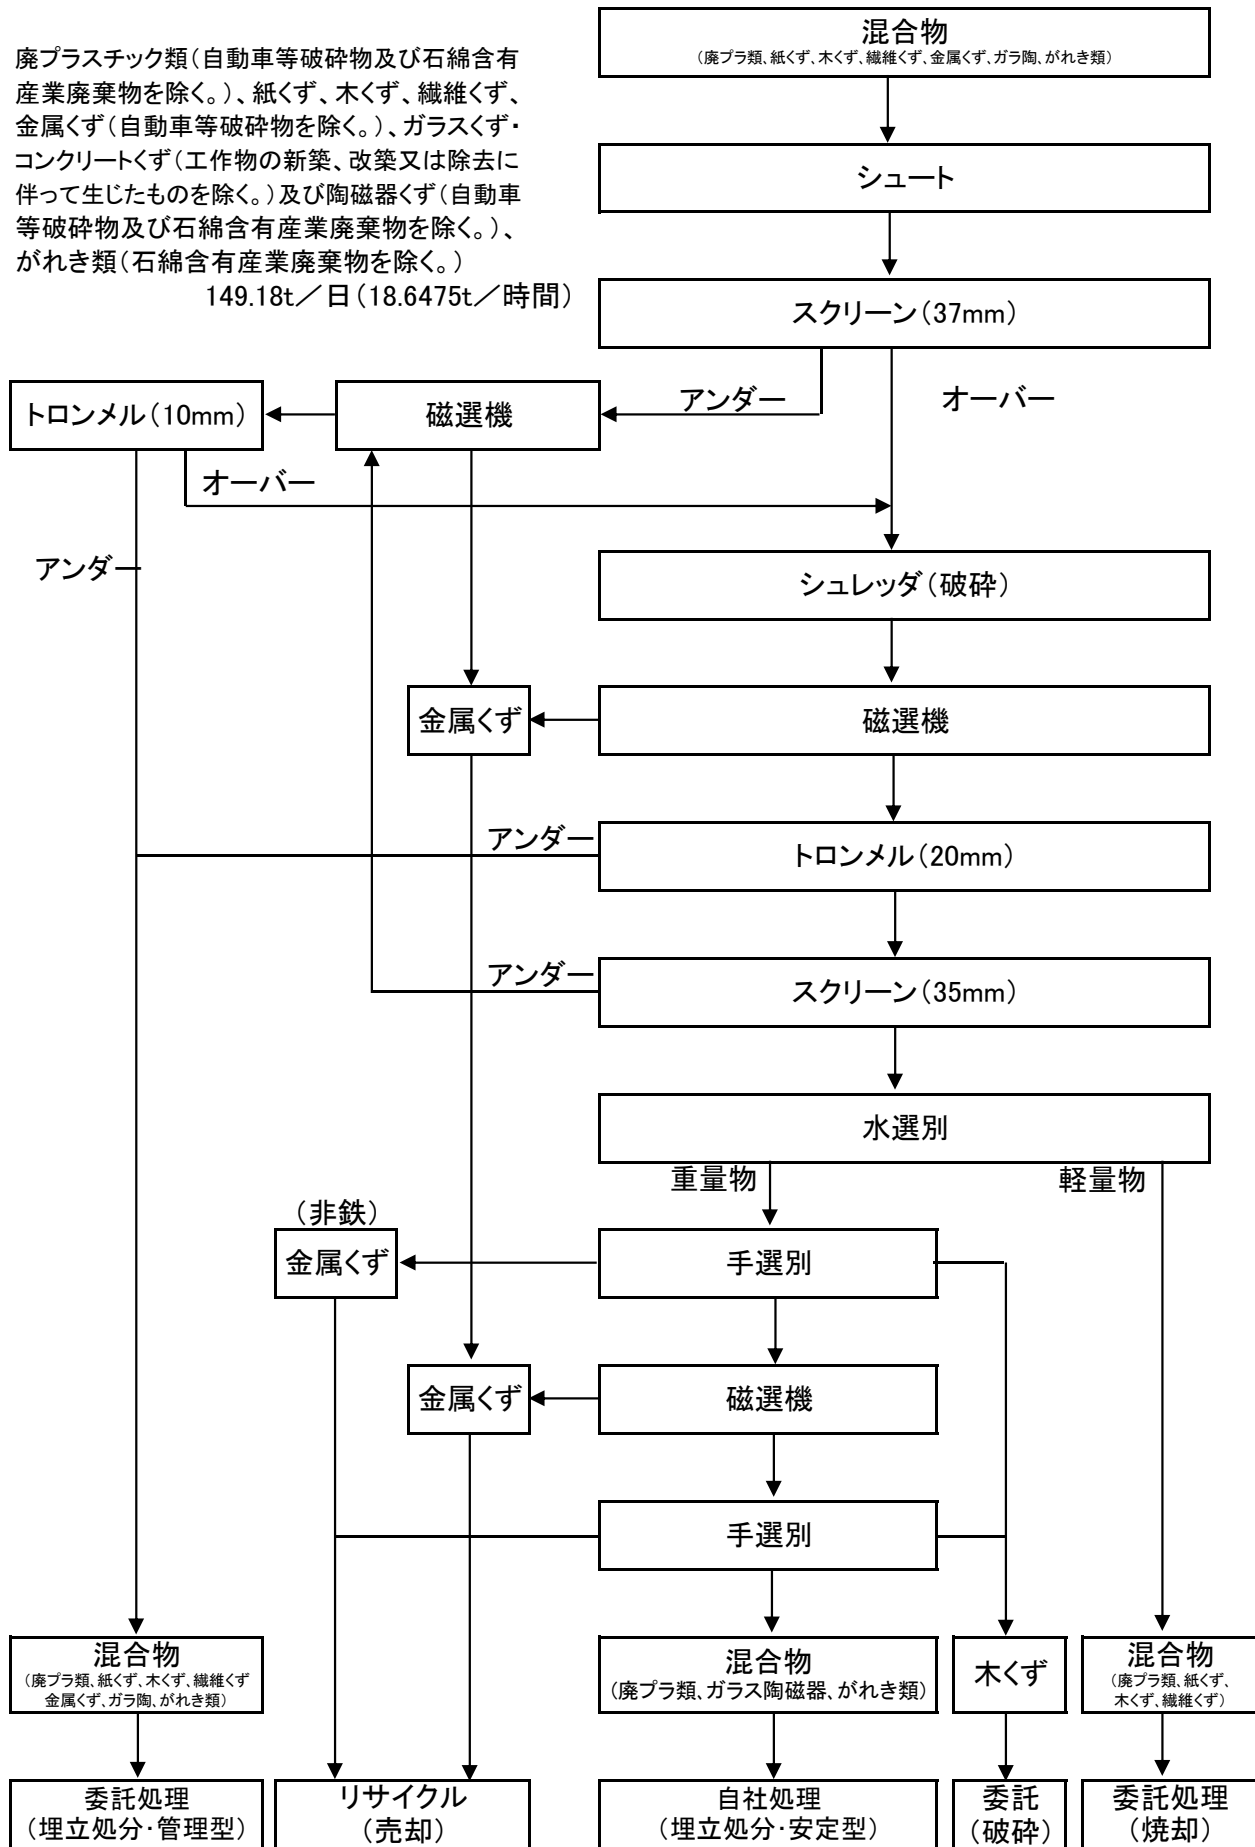 廃プラスチック類(自動車等破砕物及び石綿含有
産業廃棄物を除く。)、紙くず、木くず、繊維くず、
金属くず(自動車等破砕物を除く。)、ガラスくず・
コンクリートくず(工作物の新築、改築又は除去に
伴って生じたものを除く。)及び陶磁器くず(自動車
等破砕物及び石綿含有産業廃棄物を除く。)、
がれき類(石綿含有産業廃棄物を除く。)
149.18t/日(18.6475t/時間)
混合物
(廃プラ類、紙くず、木くず、繊維くず、金属くず、ガラ陶、がれき類)
シュート
スクリーン(37mm)
アンダー
オーバー
トロンメル(10mm)
磁選機
オーバー
アンダー
シュレッダ(破砕)
金属くず
磁選機
アンダー
トロンメル(20mm)
アンダー
スクリーン(35mm)
水選別
重量物
軽量物
(非鉄)
金属くず
手選別
金属くず
磁選機
手選別
混合物
(廃プラ類、紙くず、木くず、繊維くず
金属くず、ガラ陶、がれき類)
混合物
(廃プラ類、ガラス陶磁器、がれき類)
木くず
混合物
(廃プラ類、紙くず、
木くず、繊維くず)
委託処理
(埋立処分・管理型)
リサイクル
(売却)
自社処理
(埋立処分・安定型)
委託
(破砕)
委託処理
(焼却)